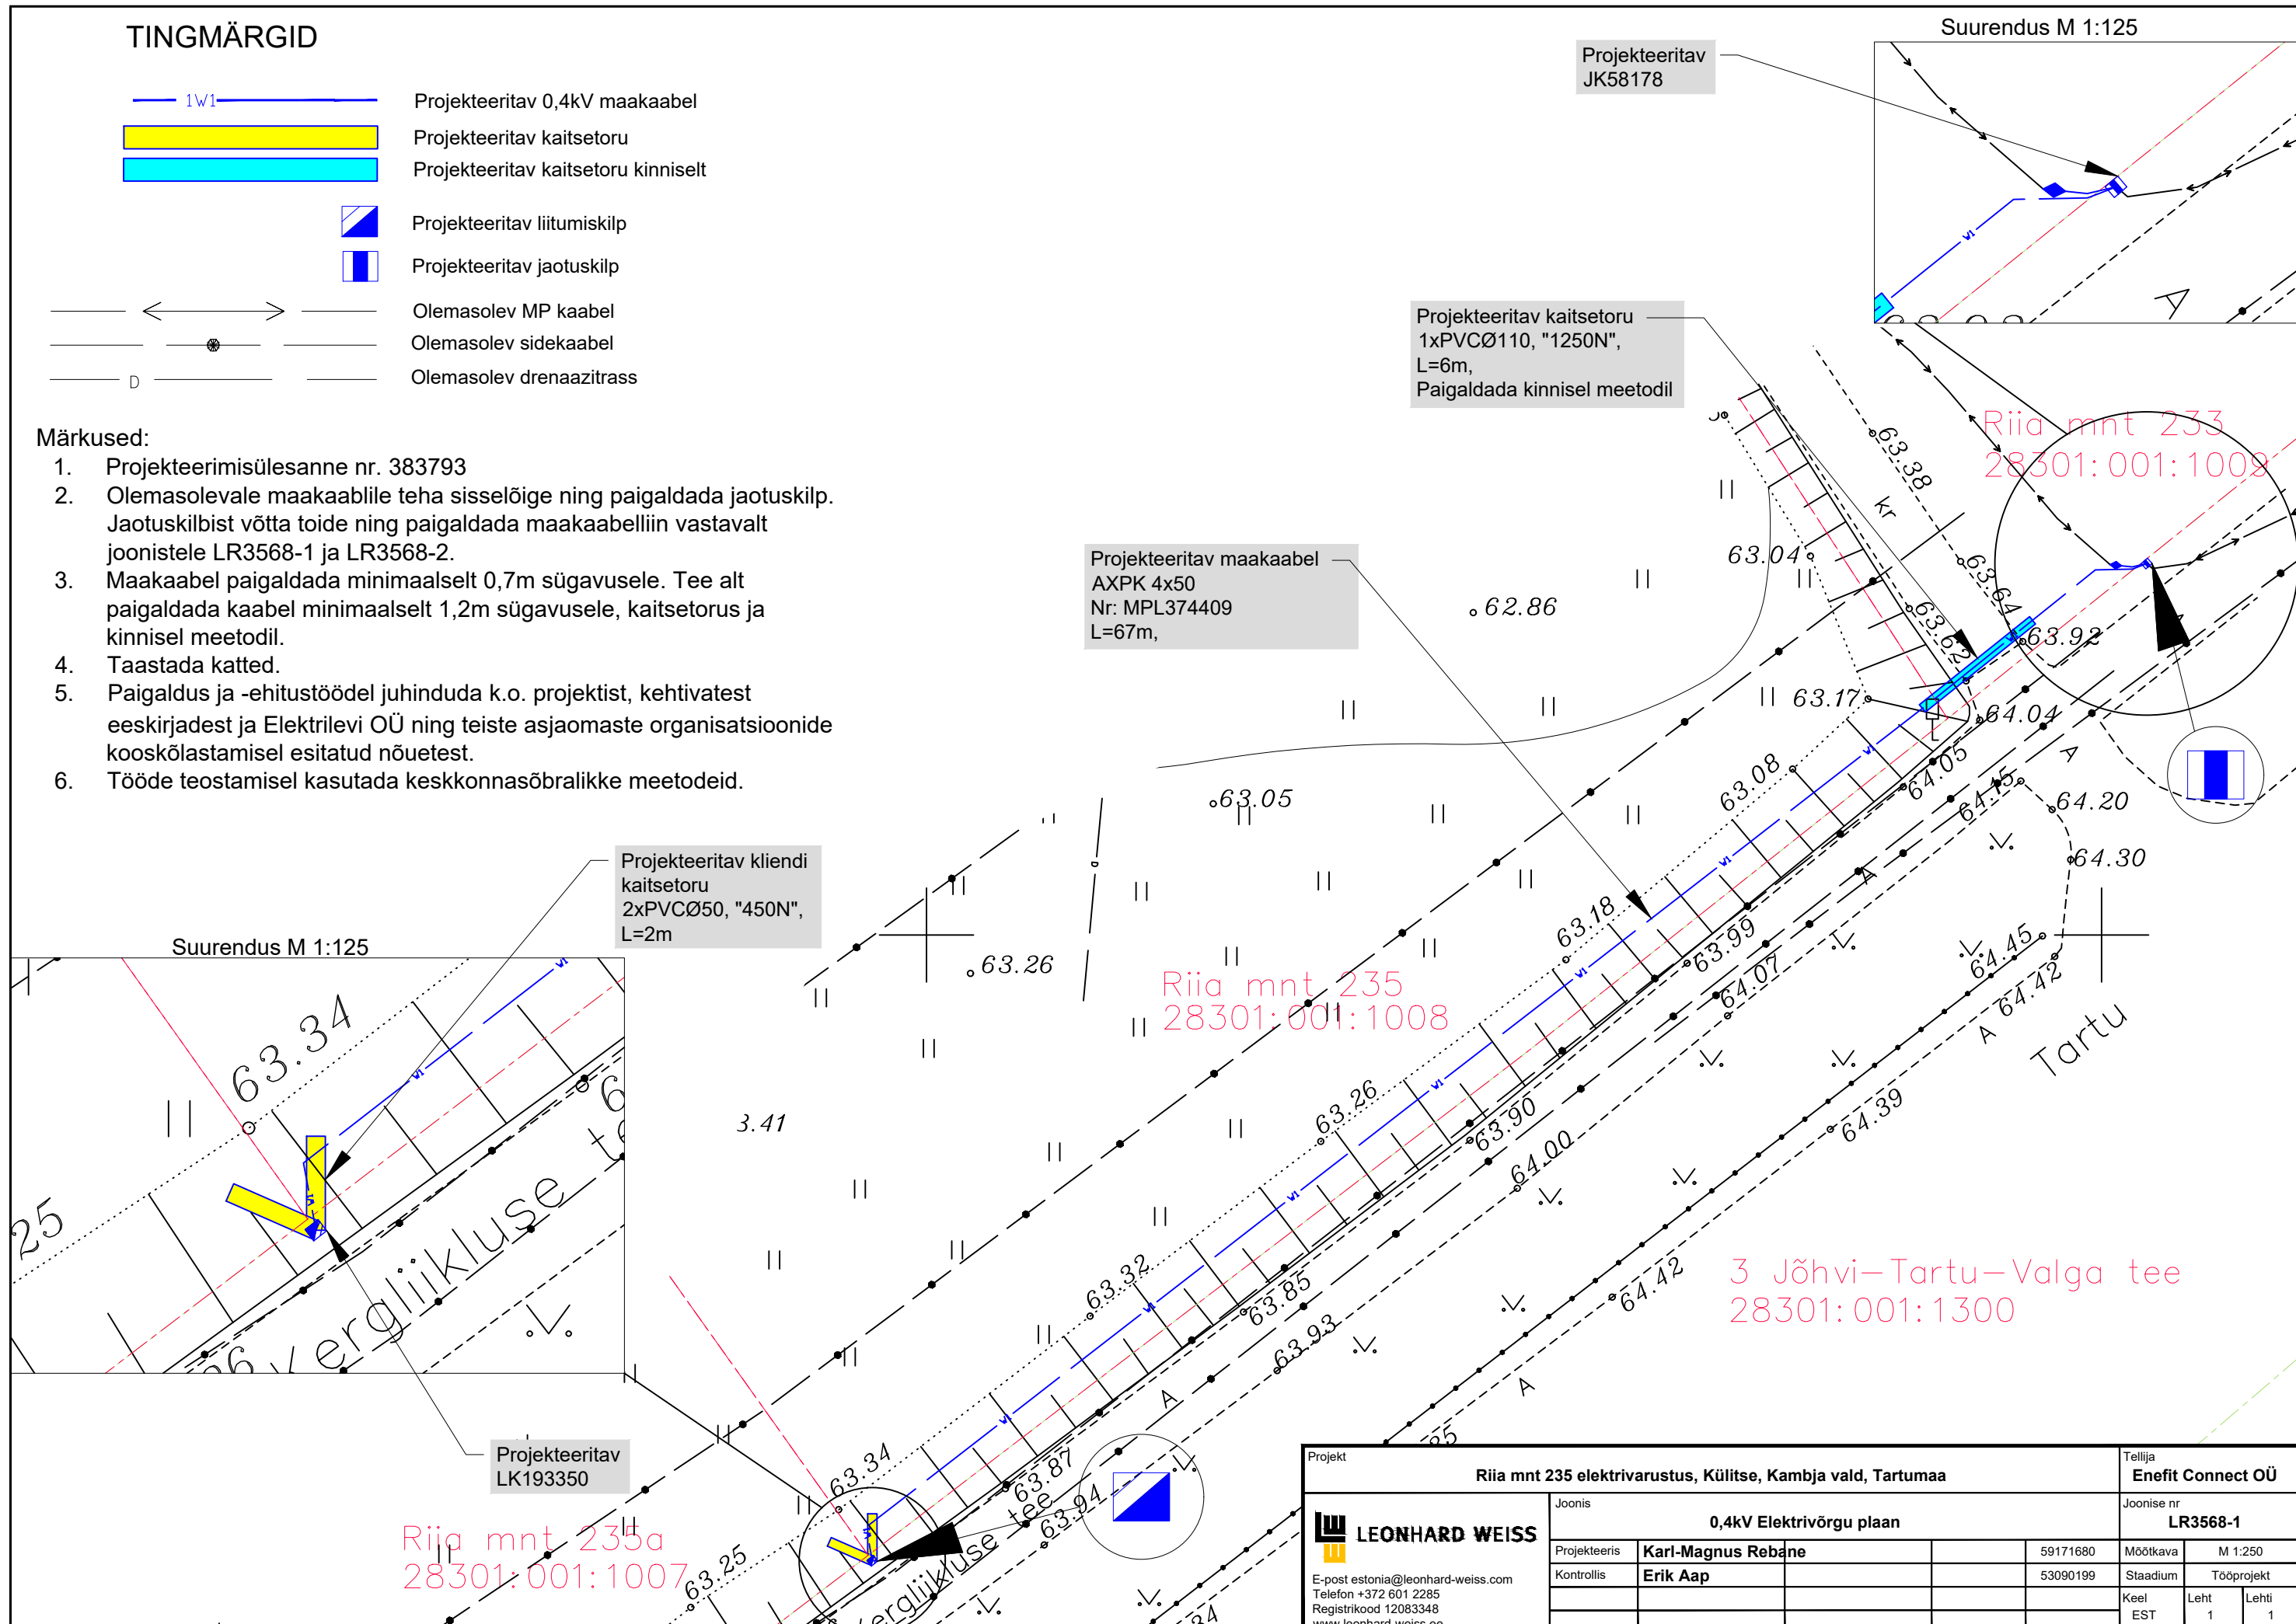 TINGMÄRGID
1W1
Projekteeritav 0,4kV maakaabel
Projekteeritav kaitsetoru
Projekteeritav kaitsetoru kinniselt
Projekteeritav liitumiskilp
Projekteeritav jaotuskilp
Olemasolev MP kaabel
Olemasolev sidekaabel
D
Olemasolev drenaazitrass
Märkused:
1. Projekteerimisülesanne nr. 383793
2. Olemasolevale maakaablile teha sisselõige ning paigaldada jaotuskilp.
Jaotuskilbist võtta toide ning paigaldada maakaabelliin vastavalt
joonistele LR3568-1 ja LR3568-2.
3. Maakaabel paigaldada minimaalselt 0,7m sügavusele. Tee alt
paigaldada kaabel minimaalselt 1,2m sügavusele, kaitsetorus ja
kinnisel meetodil.
4. Taastada katted.
5. Paigaldus ja -ehitustöödel juhinduda k.o. projektist, kehtivatest
eeskirjadest ja Elektrilevi OÜ ning teiste asjaomaste organisatsioonide
kooskõlastamisel esitatud nõuetest.
6. Tööde teostamisel kasutada keskkonnasõbralikke meetodeid.
Suurendus M 1:125
Projekteeritav
JK58178
W1
A
Projekteeritav kaitsetoru
1xPVCØ110, "1250N",
L=6m,
Paigaldada kinnisel meetodil
Riia mnt 233
28301:001:1009
63.38
kr
63.04
63.64
63.62
63.92
63.17
64.04
Projekteeritav maakaabel
AXPK 4x50
Nr: MPL374409
L=67m,
62.86
63.05
63.08
64.05
64.15
A
64.20
64.30
63.18
63.99
64.07
64.45
64.42
A
Tartu
D
63.26
Riia mnt 235
28301:001:1008
Projekteeritav kliendi
kaitsetoru
2xPVCØ50, "450N",
L=2m
Suurendus M 1:125
63.34
W1
25
Kergliikluse te
3.41
63.26
63.90
64.00
64.39
63.32
63.85
63.93
64.42
3 Jõhvi-Tartu-Valga tee
28301:001:1300
A
A
Projekteeritav
LK193350
63.34
63.87
63.94
63.25
Kergliikluse tee
Riia mnt 235a
28301:001:1007
Projekt
Riia mnt 235 elektrivarustus, Külitse, Kambja vald, Tartumaa
Tellija
Enefit Connect OÜ
LEONHARD WEISS
Joonis
0,4kV Elektrivõrgu plaan
Joonise nr
LR3568-1
Projekteeris Karl-Magnus Rebane 59171680 Mõõtkava M 1:250
Kontrollis Erik Aap 53090199 Staadium Tööprojekt
E-post estonia@leonhard-weiss.com
Telefon +372 601 2285
Registrikood 12083348
www.leonhard-weiss.ee
Keel Leht Lehti
EST 1 1